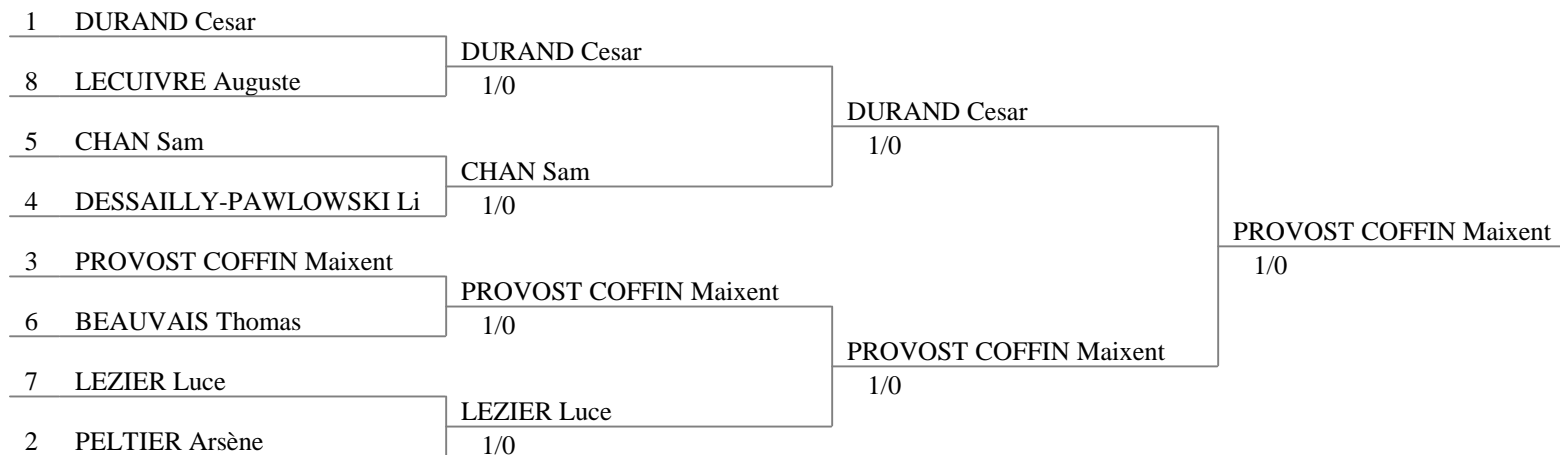 1 DURAND Cesar
DURAND Cesar
8 LECUIVRE Auguste
1/0
DURAND Cesar
5 CHAN Sam
1/0
CHAN Sam
4 DESSAILLY-PAWLOWSKI Li
1/0
PROVOST COFFIN Maixent
3 PROVOST COFFIN Maixent
1/0
PROVOST COFFIN Maixent
6 BEAUVAIS Thomas
1/0
PROVOST COFFIN Maixent
7 LEZIER Luce
1/0
LEZIER Luce
2 PELTIER Arsène
1/0